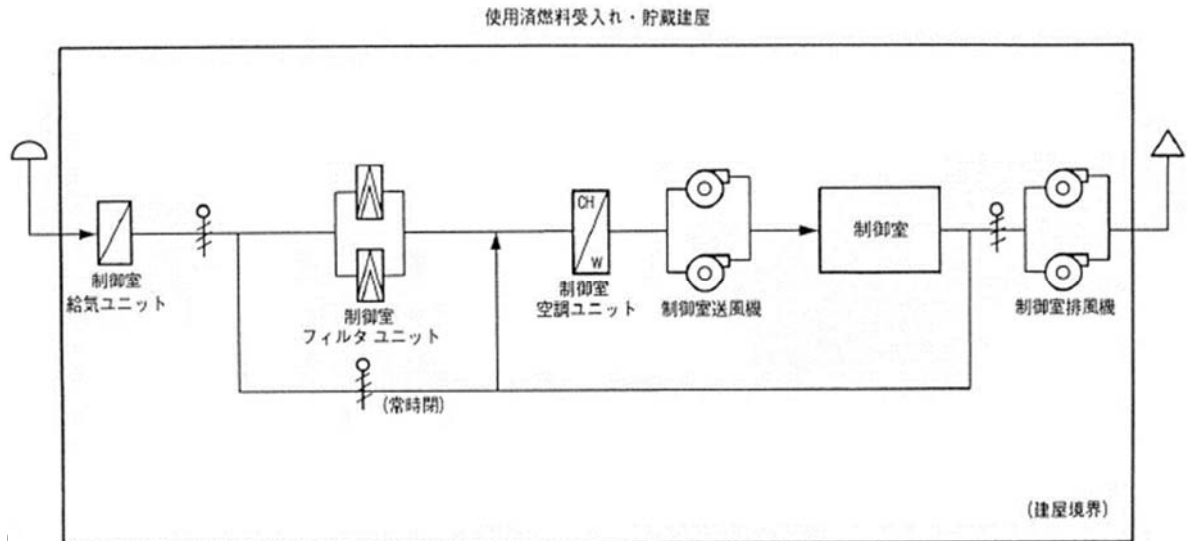 使用済燃料受入れ・貯蔵建屋
制御室
給気ユニット
制御室
フィルタ ユニット
(常時閉)
CH
W
制御室
空調ユニット
制御室送風機
制御室
制御室排風機
(建屋境界)